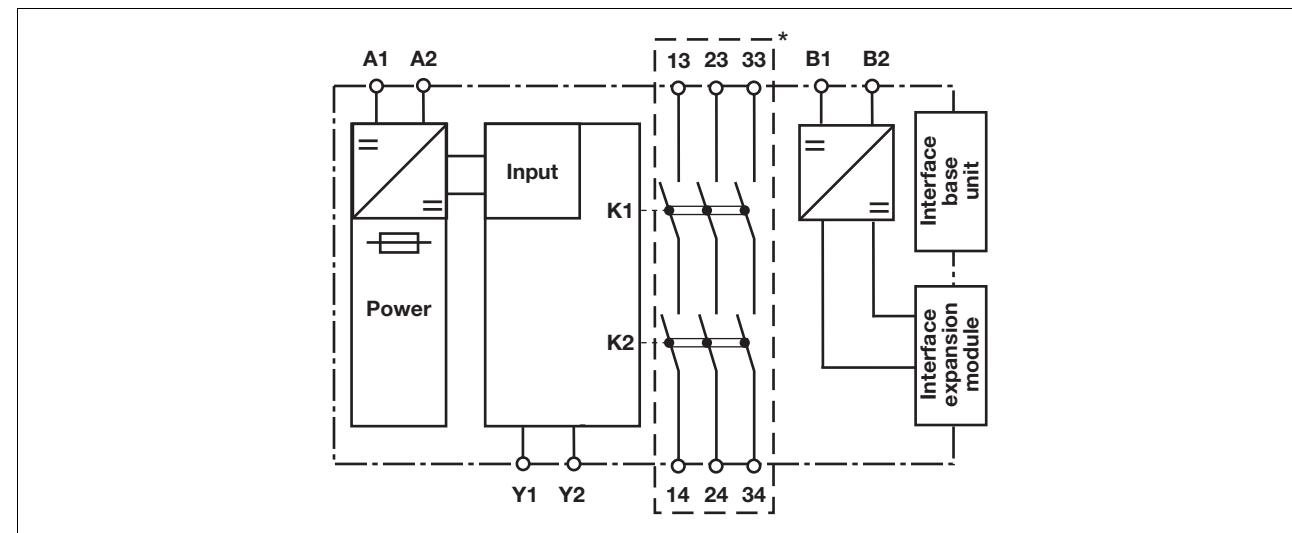 *
A1 A2 13 23 33 B1 B2
Input
Interface
base
unit
K1
Power
K2
Interface
expansion
module
Y1 Y2 14 24 34